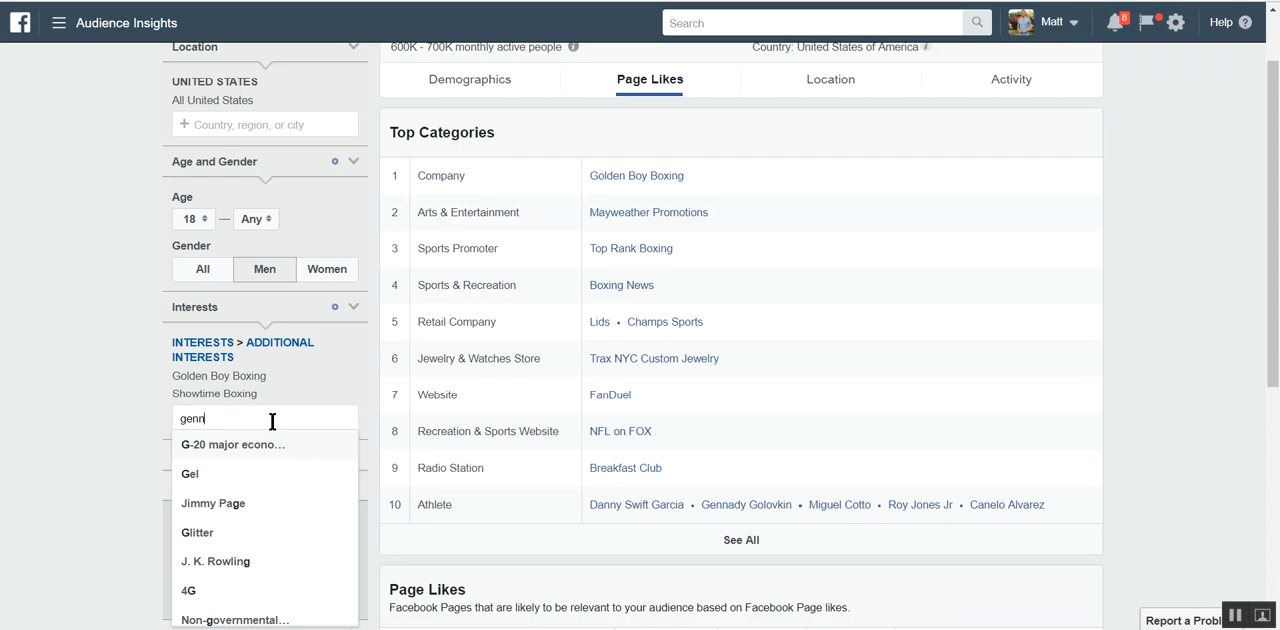 Audience Insights
Search
Matt
8
Help
Location
UNITED STATES
All United States
+ Country, region, or city
Age and Gender
Age
18 — Any
Gender
All Men Women
Interests
INTERESTS > ADDITIONAL
INTERESTS
Golden Boy Boxing
Showtime Boxing
genn
G-20 major econo...
Gel
Jimmy Page
Glitter
J. K. Rowling
4G
Non-governmental...
600K - 700K monthly active people
Country: United States of America
Demographics Page Likes Location Activity
Top Categories
1 Company Golden Boy Boxing
2 Arts & Entertainment Mayweather Promotions
3 Sports Promoter Top Rank Boxing
4 Sports & Recreation Boxing News
5 Retail Company Lids • Champs Sports
6 Jewelry & Watches Store Trax NYC Custom Jewelry
7 Website FanDuel
8 Recreation & Sports Website NFL on FOX
9 Radio Station Breakfast Club
10 Athlete Danny Swift Garcia • Gennady Golovkin • Miguel Cotto • Roy Jones Jr • Canelo Alvarez
See All
Page Likes
Facebook Pages that are likely to be relevant to your audience based on Facebook Page likes.
Report a Probl